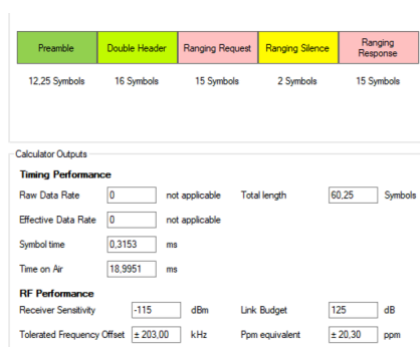 Preamble Double Header Ranging Request Ranging Silence Ranging Response
12,25 Symbols 16 Symbols 15 Symbols 2 Symbols 15 Symbols
Calculator Outputs
Timing Performance
Raw Data Rate 0 not applicable Total length 60,25 Symbols
Effective Data Rate 0 not applicable
Symbol time 0,3153 ms
Time on Air 18,9951 ms
RF Performance
Receiver Sensitivity -115 dBm Link Budget 125 dB
Tolerated Frequency Offset ± 203,00 kHz Ppm equivalent ± 20,30 ppm